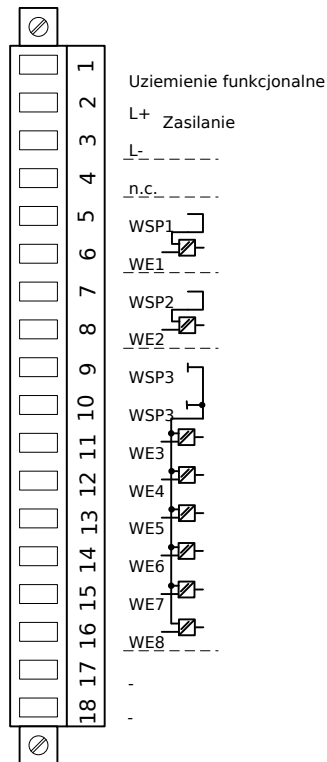 1
Uziemienie funkcjonalne
2
L+ Zasilanie
3
L-
4
n.c.
5
WSP1
6
WE1
7
WSP2
8
WE2
9
WSP3
10
WSP3
11
WE3
12
WE4
13
WE5
14
WE6
15
WE7
16
WE8
17
-
18
-